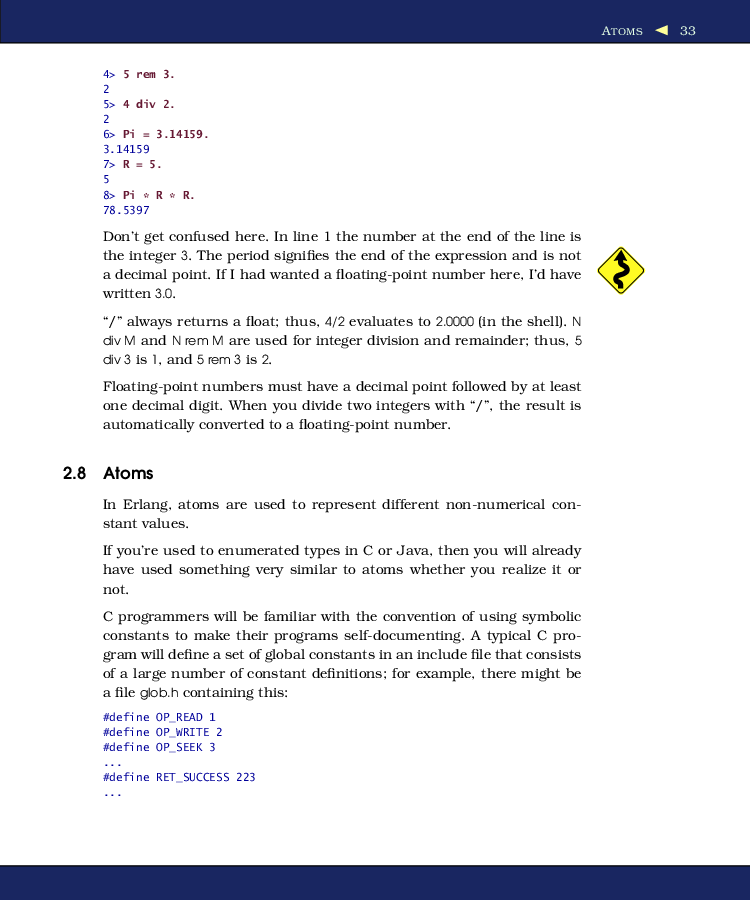 ATOMS ◀ 33
4> 5 rem 3.
2
5> 4 div 2.
2
6> Pi = 3.14159.
3.14159
7> R = 5.
5
8> Pi * R * R.
78.5397
Don’t get confused here. In line 1 the number at the end of the line is
the integer 3. The period signifies the end of the expression and is not
a decimal point. If I had wanted a floating-point number here, I’d have
written 3.0.
“/” always returns a float; thus, 4/2 evaluates to 2.0000 (in the shell). N
div M and N rem M are used for integer division and remainder; thus, 5
div 3 is 1, and 5 rem 3 is 2.
Floating-point numbers must have a decimal point followed by at least
one decimal digit. When you divide two integers with “/”, the result is
automatically converted to a floating-point number.
2.8 Atoms
In Erlang, atoms are used to represent different non-numerical con-
stant values.
If you’re used to enumerated types in C or Java, then you will already
have used something very similar to atoms whether you realize it or
not.
C programmers will be familiar with the convention of using symbolic
constants to make their programs self-documenting. A typical C pro-
gram will define a set of global constants in an include file that consists
of a large number of constant definitions; for example, there might be
a file glob.h containing this:
#define OP_READ 1
#define OP_WRITE 2
#define OP_SEEK 3
...
#define RET_SUCCESS 223
...